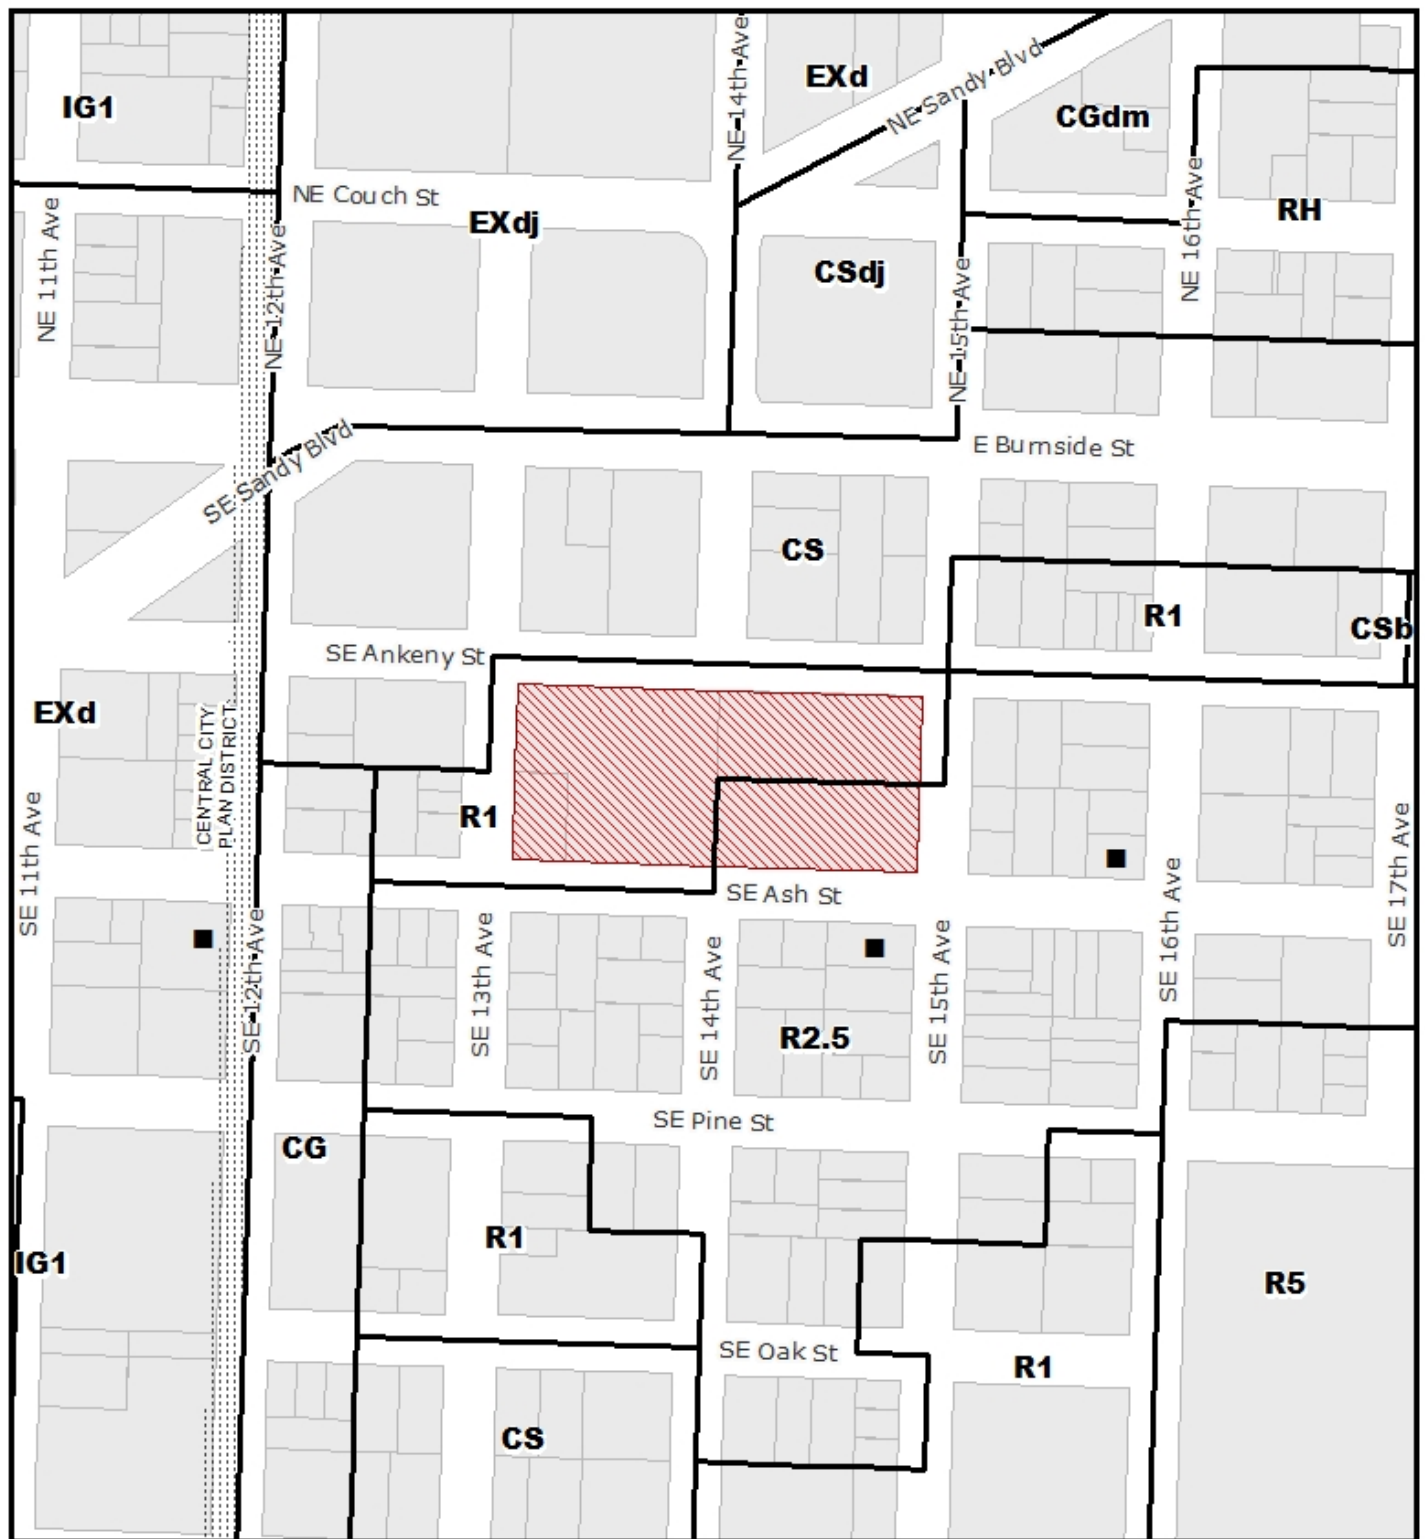 EXd
NE 14th Ave
NE Sandy Blvd
IG1
CGdm
NE Couch St
NE 16th Ave
RH
EXdj
NE 11th Ave
NE 12th Ave
CSdj
NE 15th Ave
SE Sandy Blvd
E Burnside St
CS
R1
CSb
SE Ankeny St
EXd
CENTRAL CITY
PLAN DISTRICT
R1
SE 11th Ave
SE 17th Ave
SE Ash St
SE 16th Ave
SE 12th Ave
SE 13th Ave
SE 14th Ave
SE 15th Ave
R2.5
SE Pine St
CG
R1
IG1
R5
SE Oak St
R1
CS